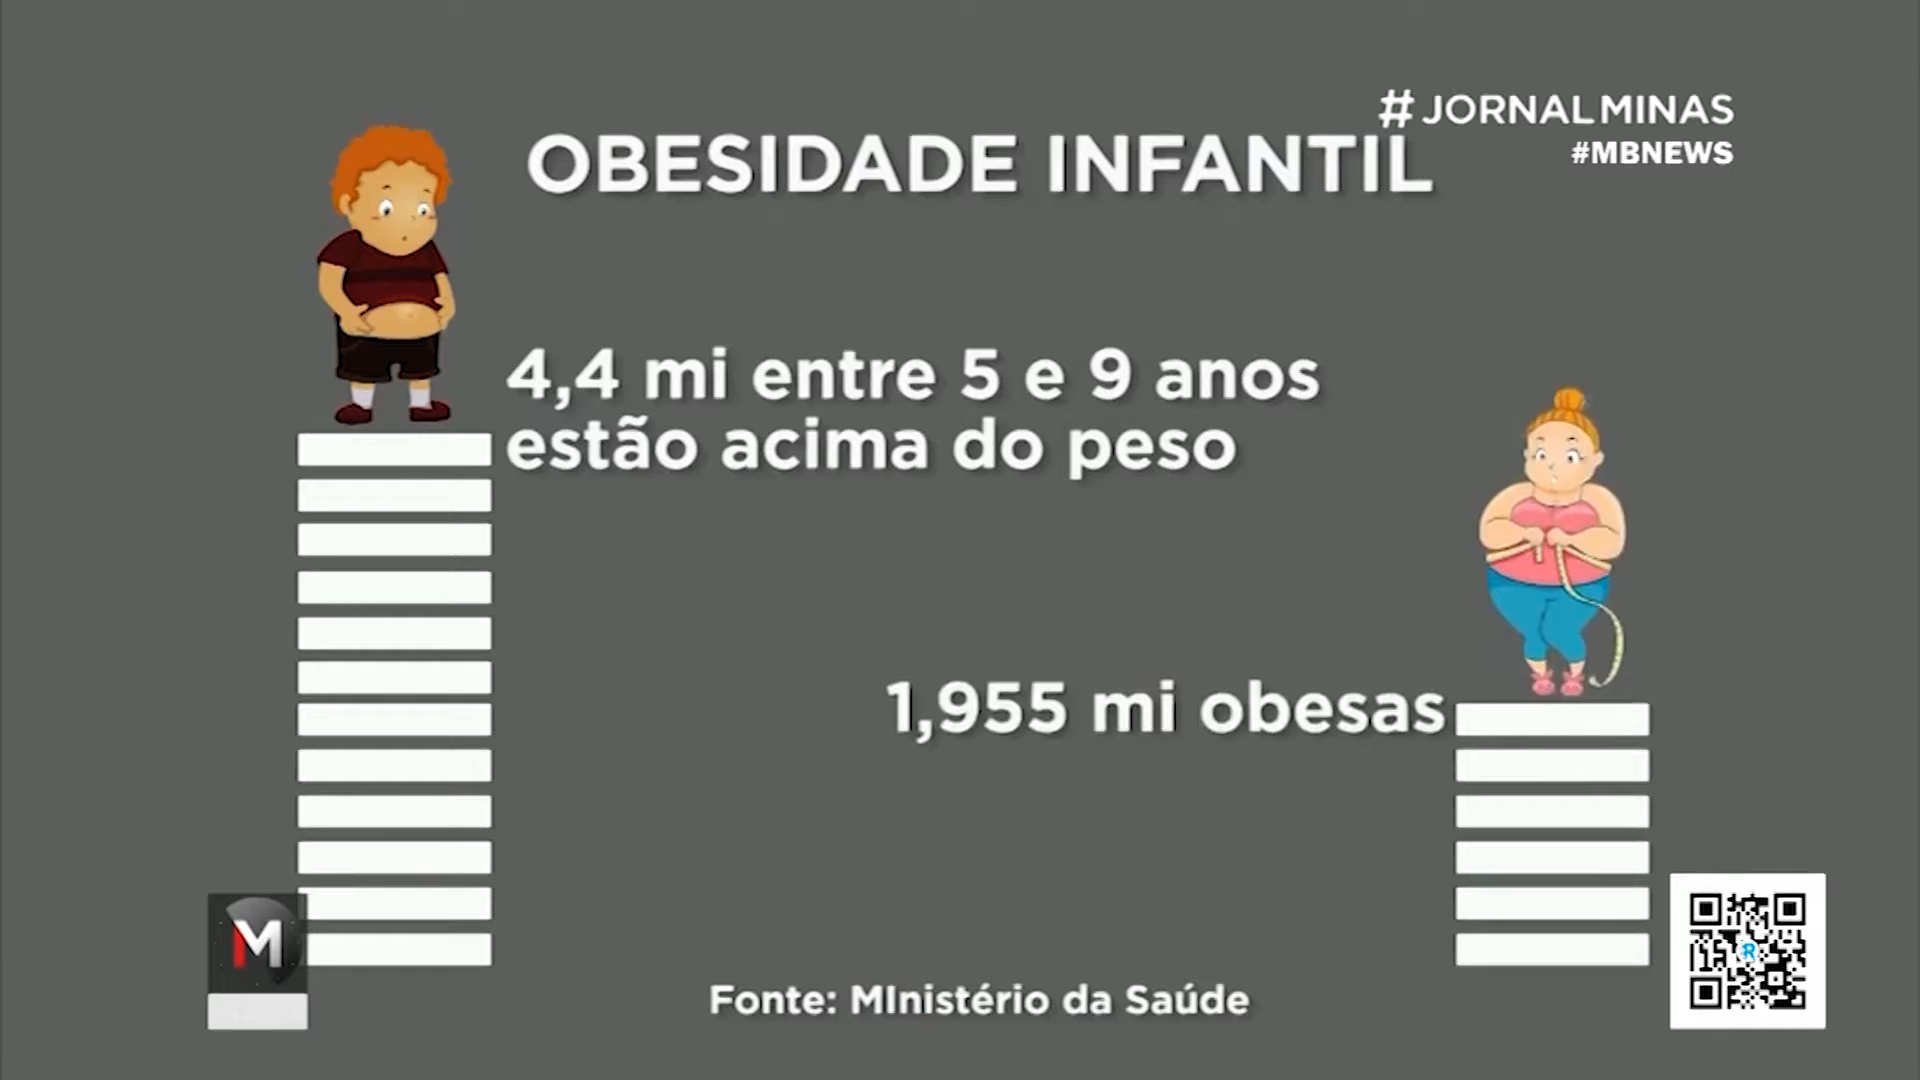 #JORNALMINAS
#MBNEWS
OBESIDADE INFANTIL
4,4 mi entre 5 e 9 anos
estão acima do peso
1,955 mi obesas
M
Fonte: MInistério da Saúde
R